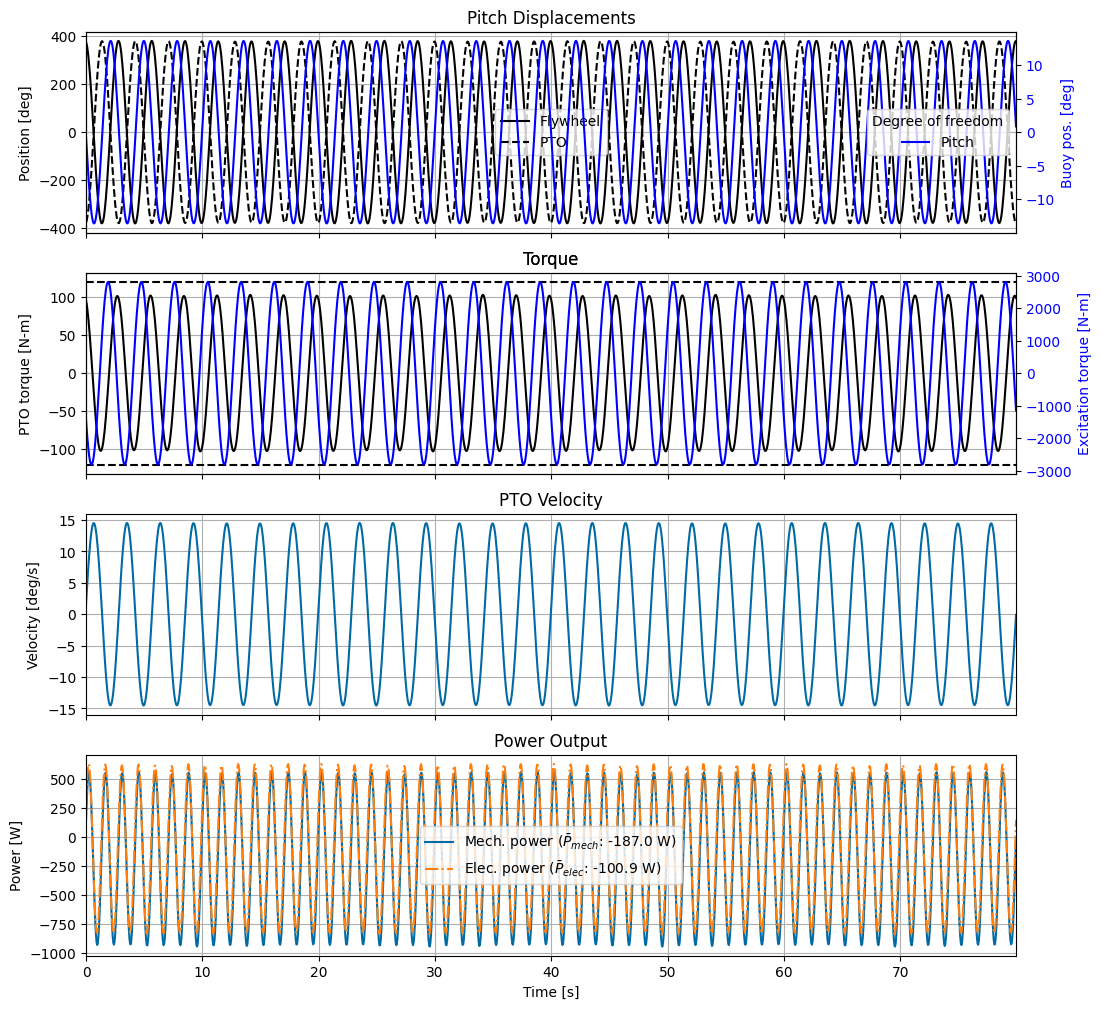 Pitch Displacements
Position [deg]
400
200
0
−200
−400
Flywheel
PTO
Degree of freedom
Pitch
10
5
0
−5
−10
Buoy pos. [deg]
Torque
PTO torque [N-m]
100
50
0
−50
−100
3000
2000
1000
0
−1000
−2000
−3000
Excitation torque [N-m]
PTO Velocity
Velocity [deg/s]
15
10
5
0
−5
−10
−15
Power Output
Power [W]
500
250
0
−250
−500
−750
−1000
Mech. power (P̄mech: -187.0 W)
Elec. power (P̄elec: -100.9 W)
0 10 20 30 40 50 60 70
Time [s]